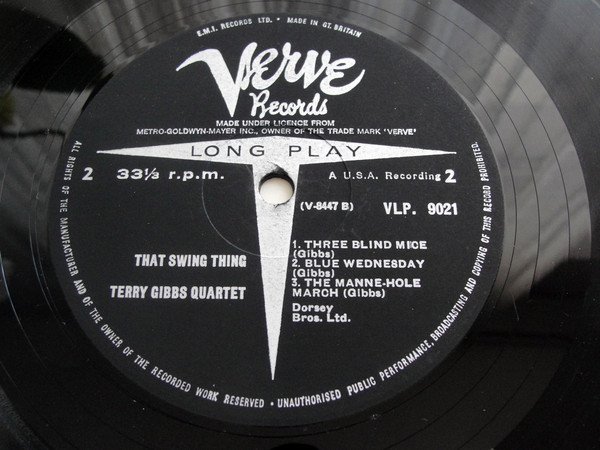 E.M.I. RECORDS LTD. • MADE IN GT. BRITAIN
Verve
Records
MADE UNDER LICENCE FROM
METRO-GOLDWYN-MAYER INC., OWNER OF THE TRADE MARK 'VERVE'
LONG PLAY
2 33⅓ r.p.m. A U.S.A. Recording 2
(V-8447 B) VLP. 9021
THAT SWING THING
TERRY GIBBS QUARTET
1. THREE BLIND MICE
(Gibbs)
2. BLUE WEDNESDAY
(Gibbs)
3. THE MANNE-HOLE
MARCH (Gibbs)
Dorsey
Bros. Ltd.
ALL RIGHTS OF THE MANUFACTURER AND OF THE OWNER OF THE RECORDED WORK RESERVED • UNAUTHORISED PUBLIC PERFORMANCE, BROADCASTING AND COPYING OF THIS RECORD PROHIBITED.